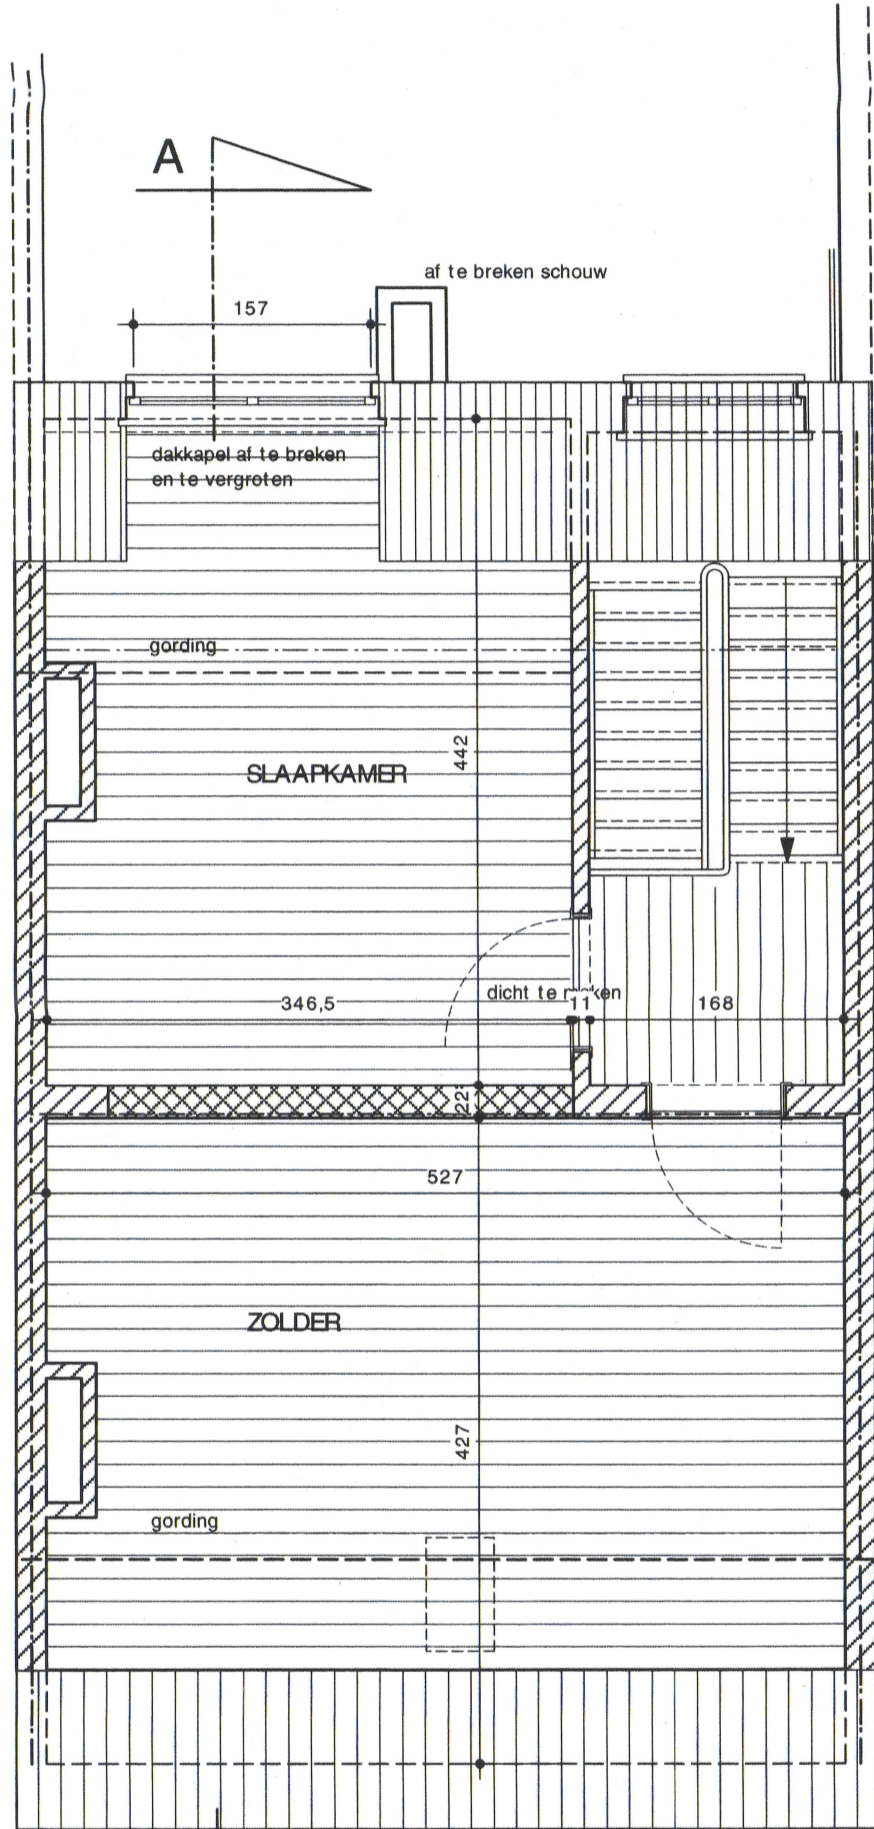 A
af te breken schouw
157
dakkapel af te breken
en te vergroten
gording
442
SLAAPKAMER
346,5
11
168
22
527
ZOLDER
427
gording